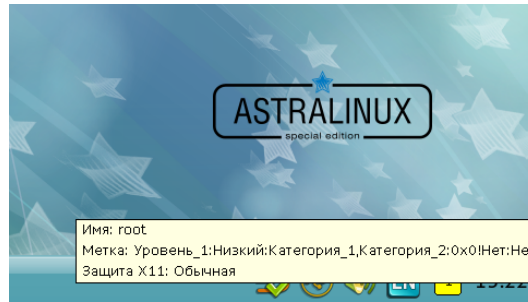 ASTRALINUX
special edition
Имя: root
Метка: Уровень_1:Низкий:Категория_1,Категория_2:0x0!Нет:Не
Защита X11: Обычная
EN